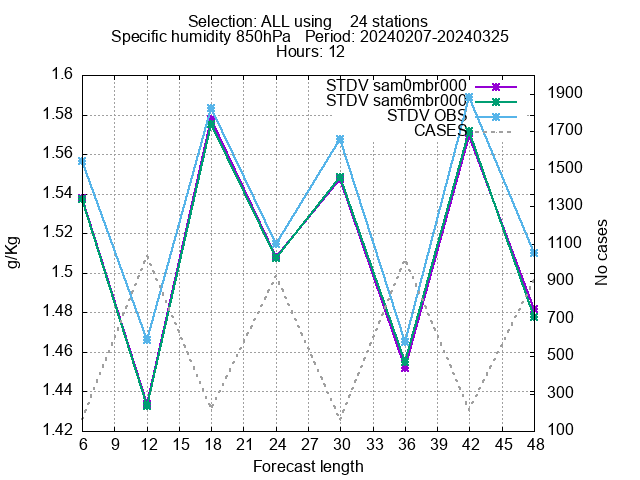 Selection: ALL using    24 stations
Specific humidity 850hPa   Period: 20240207-20240325
Hours: 12
STDV sam0mbr000
STDV sam6mbr000
STDV OBS
CASES
g/Kg
1.6
1.58
1.56
1.54
1.52
1.5
1.48
1.46
1.44
1.42
1900
1700
1500
1300
1100
900
700
500
300
100
No cases
6 9 12 15 18 21 24 27 30 33 36 39 42 45 48
Forecast length